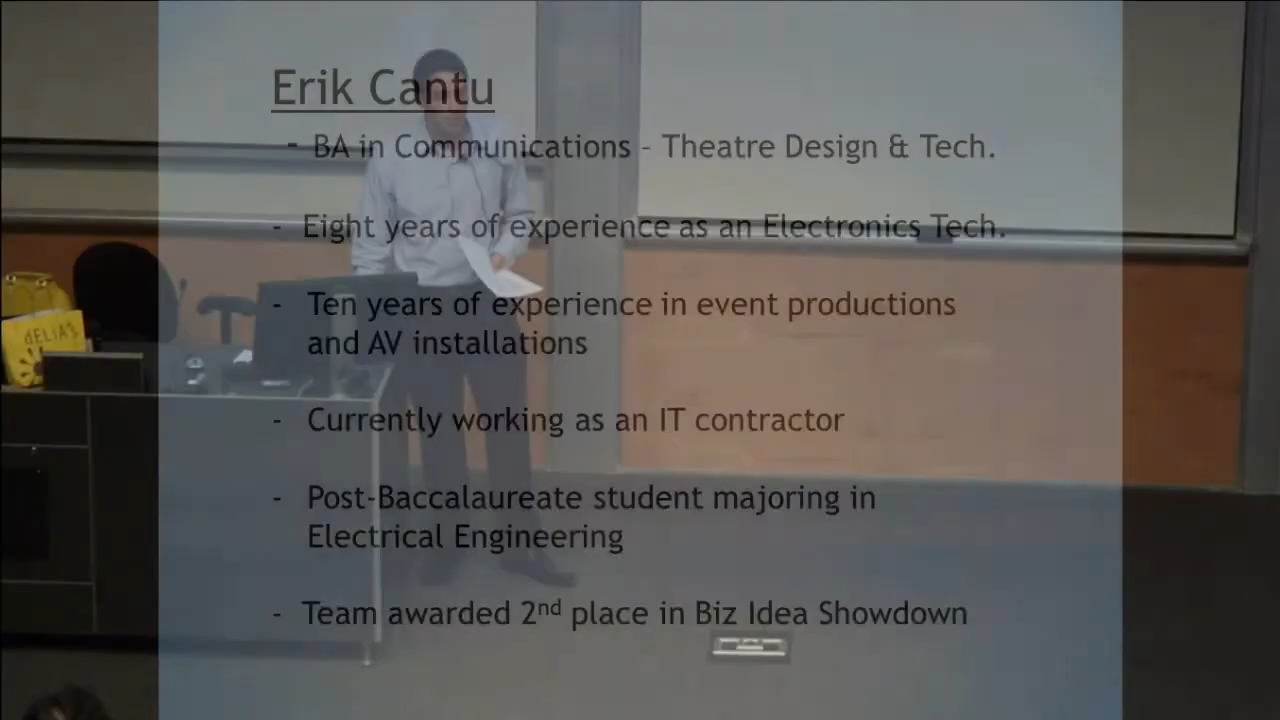 Erik Cantu
- BA in Communications – Theatre Design & Tech.
- Eight years of experience as an Electronics Tech.
- Ten years of experience in event productions
and AV installations
- Currently working as an IT contractor
- Post-Baccalaureate student majoring in
Electrical Engineering
- Team awarded 2nd place in Biz Idea Showdown
dELiA's